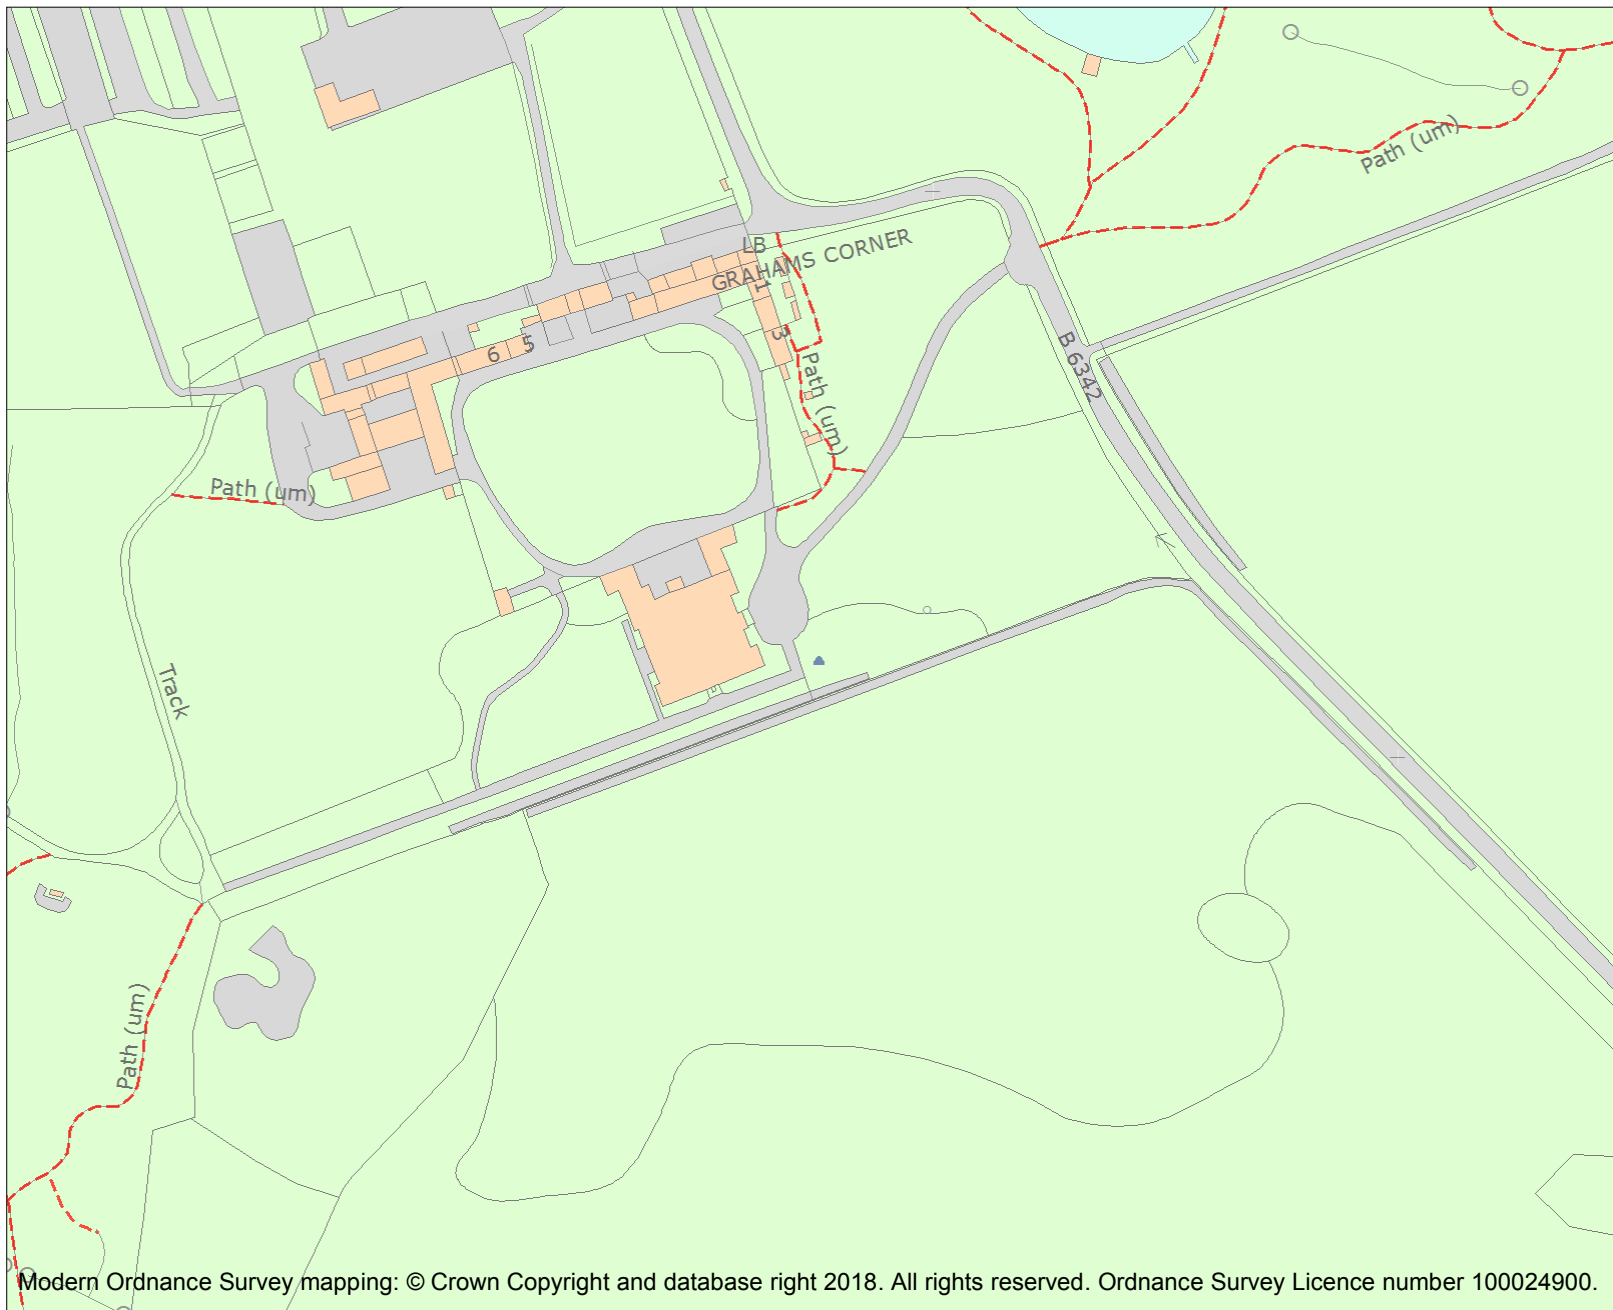 Path (um)
LB
GRAHAMS CORNER
1
3
5
6
B 6342
Path (um)
Path (um)
Track
Path (um)
Modern Ordnance Survey mapping: © Crown Copyright and database right 2018. All rights reserved. Ordnance Survey Licence number 100024900.